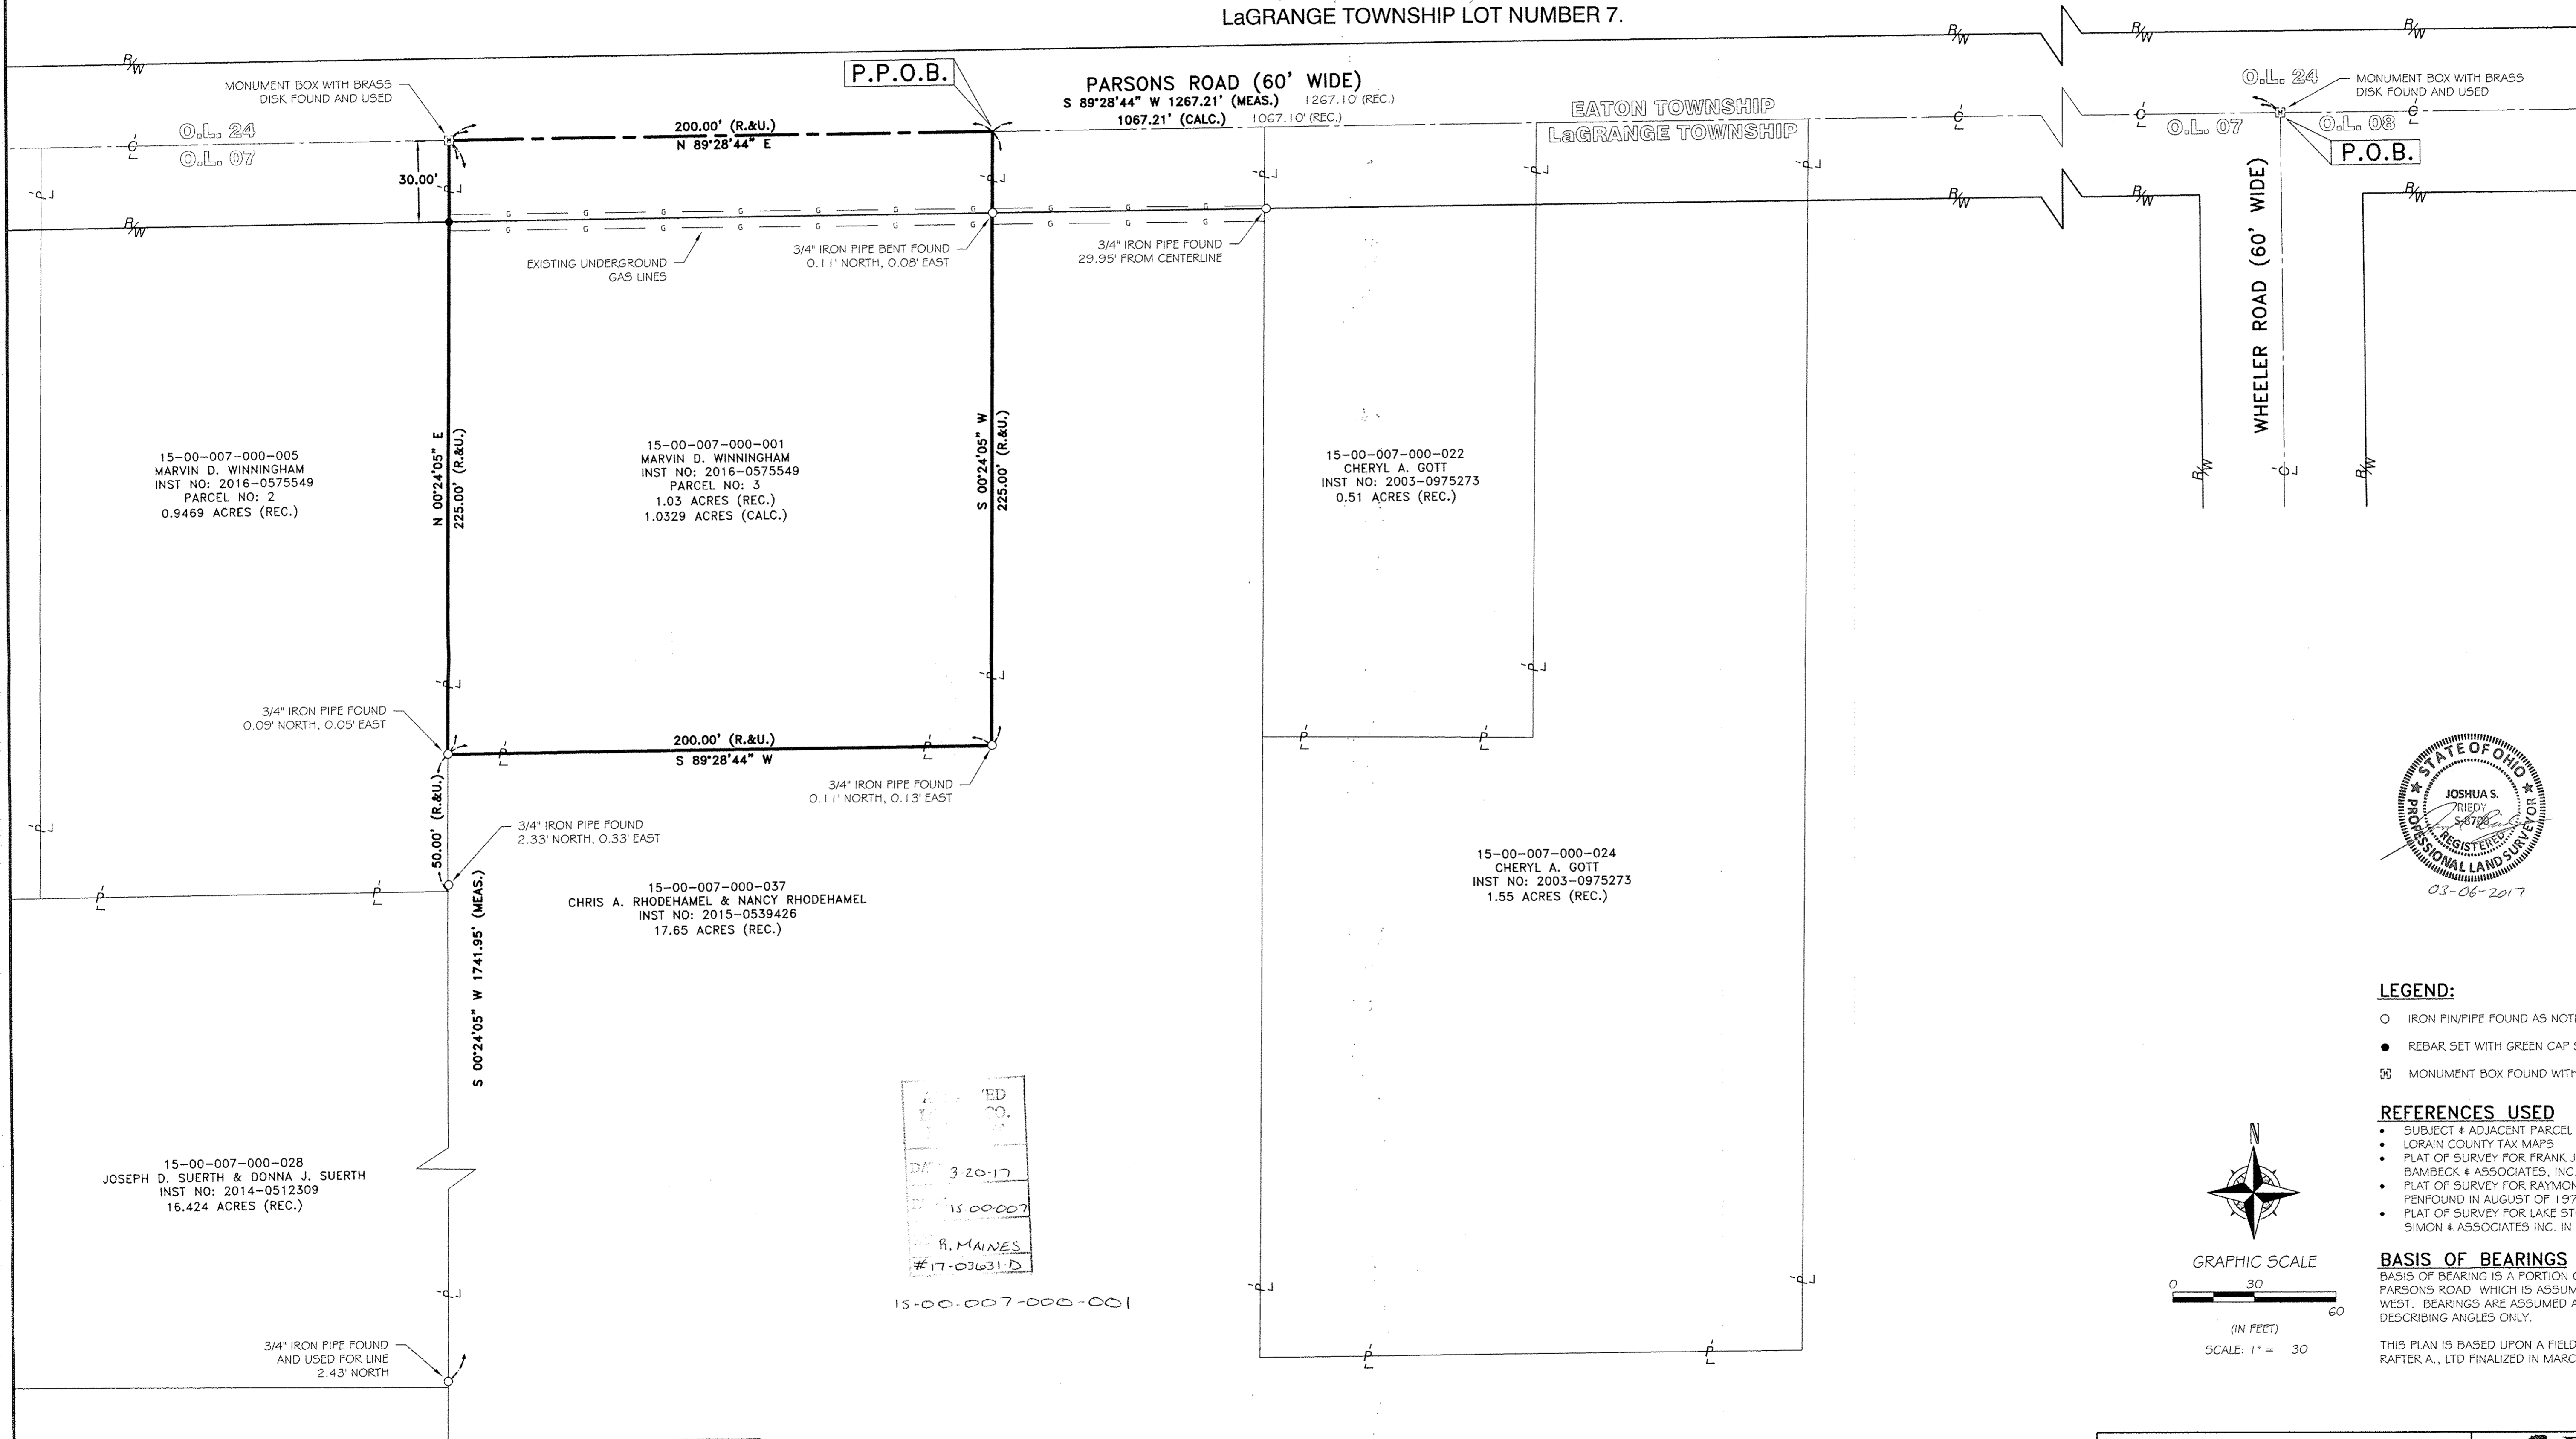 LaGRANGE TOWNSHIP LOT NUMBER 7.
R/W
R/W
R/W
R/W
P.P.O.B.
PARSONS ROAD (60' WIDE)
S 89°28'44" W 1267.21' (MEAS.) 1267.10' (REC.)
1067.21' (CALC.) 1067.10' (REC.)
MONUMENT BOX WITH BRASS
DISK FOUND AND USED
O.L. 24
O.L. 07
200.00' (R.&U.)
N 89°28'44" E
EATON TOWNSHIP
LaGRANGE TOWNSHIP
O.L. 24
MONUMENT BOX WITH BRASS
DISK FOUND AND USED
O.L. 07
O.L. 08
P.O.B.
30.00'
R/W
R/W
R/W
R/W
G G G G G G G G G G
G G G G G G G G G G
EXISTING UNDERGROUND
GAS LINES
3/4" IRON PIPE BENT FOUND
0.11' NORTH, 0.08' EAST
3/4" IRON PIPE FOUND
29.95' FROM CENTERLINE
WHEELER ROAD (60' WIDE)
R/W
R/W
15-00-007-000-005
MARVIN D. WINNINGHAM
INST NO: 2016-0575549
PARCEL NO: 2
0.9469 ACRES (REC.)
N 00°24'05" E
225.00' (R.&U.)
15-00-007-000-001
MARVIN D. WINNINGHAM
INST NO: 2016-0575549
PARCEL NO: 3
1.03 ACRES (REC.)
1.0329 ACRES (CALC.)
S 00°24'05" W
225.00' (R.&U.)
15-00-007-000-022
CHERYL A. GOTT
INST NO: 2003-0975273
0.51 ACRES (REC.)
3/4" IRON PIPE FOUND
0.09' NORTH, 0.05' EAST
200.00' (R.&U.)
S 89°28'44" W
3/4" IRON PIPE FOUND
0.11' NORTH, 0.13' EAST
50.00' (R.&U.)
3/4" IRON PIPE FOUND
2.33' NORTH, 0.33' EAST
15-00-007-000-037
CHRIS A. RHODEHAMEL & NANCY RHODEHAMEL
INST NO: 2015-0539426
17.65 ACRES (REC.)
S 00°24'05" W 1741.95' (MEAS.)
15-00-007-000-024
CHERYL A. GOTT
INST NO: 2003-0975273
1.55 ACRES (REC.)
15-00-007-000-028
JOSEPH D. SUERTH & DONNA J. SUERTH
INST NO: 2014-0512309
16.424 ACRES (REC.)
3/4" IRON PIPE FOUND
AND USED FOR LINE
2.43' NORTH
3-20-17
15-00-007
R. MAINES
#17-03631-D
15-00-007-000-001
STATE OF OHIO
JOSHUA S.
RIEDY
S-8708
REGISTERED
PROFESSIONAL LAND SURVEYOR
03-06-2017
LEGEND:
IRON PIN/PIPE FOUND AS
REBAR SET WITH GREEN CAP
MONUMENT BOX FOUND
REFERENCES USED
• SUBJECT & ADJACENT PARCEL
• LORAIN COUNTY TAX MAPS
• PLAT OF SURVEY FOR FRANK
BAMBECK & ASSOCIATES, INC.
• PLAT OF SURVEY FOR
PENFOUND IN AUGUST OF
• PLAT OF SURVEY FOR LAKE
SIMON & ASSOCIATES INC. IN
N
GRAPHIC SCALE
0 30 60
(IN FEET)
SCALE: 1" = 30
BASIS OF BEARINGS
BASIS OF BEARING IS A PORTION
PARSONS ROAD WHICH IS
WEST. BEARINGS ARE ASSUMED
DESCRIBING ANGLES ONLY.
THIS PLAN IS BASED UPON A FIELD
RAFTER A., LTD FINALIZED IN